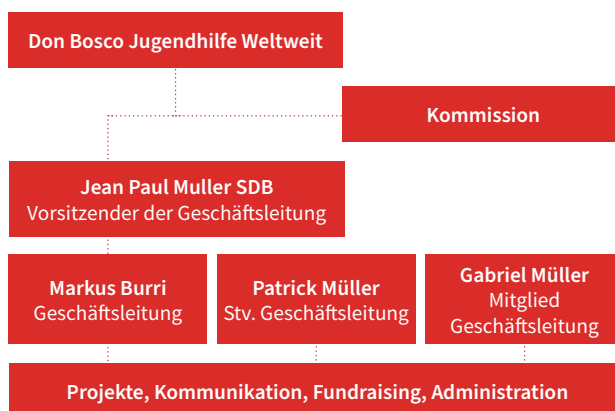 Don Bosco Jugendhilfe Weltweit
Kommission
Jean Paul Muller SDB
Vorsitzender der Geschäftsleitung
Markus Burri
Geschäftsleitung
Patrick Müller
Stv. Geschäftsleitung
Gabriel Müller
Mitglied
Geschäftsleitung
Projekte, Kommunikation, Fundraising, Administration